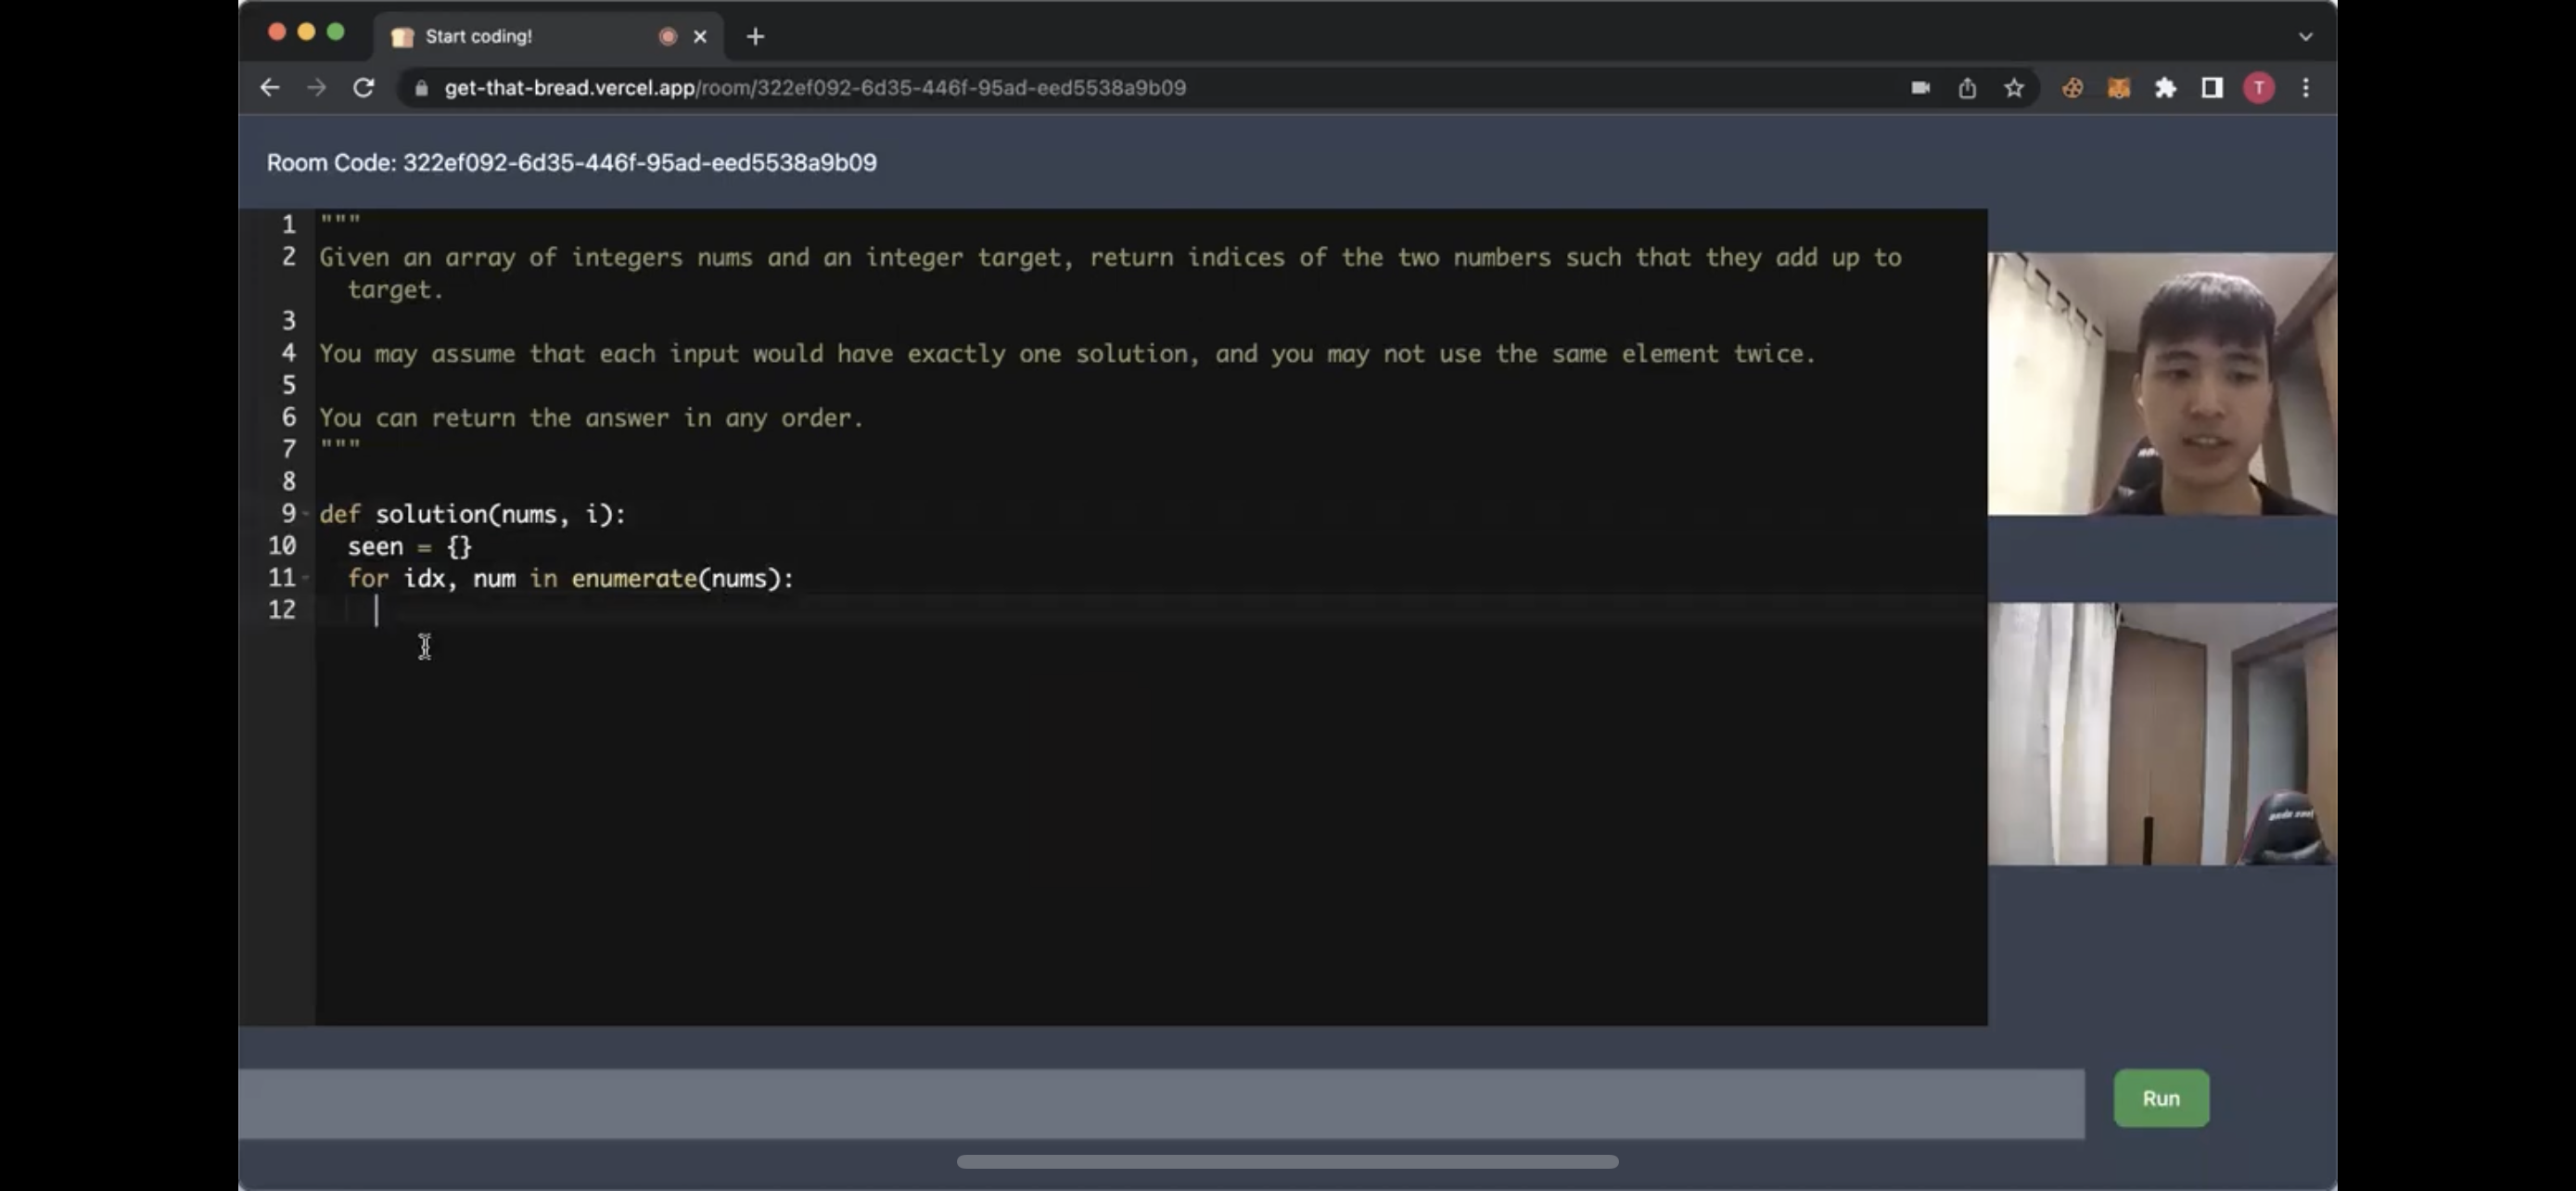 Start coding!
get-that-bread.vercel.app/room/322ef092-6d35-446f-95ad-eed5538a9b09
T
Room Code: 322ef092-6d35-446f-95ad-eed5538a9b09
1 """
2 Given an array of integers nums and an integer target, return indices of the two numbers such that they add up to
target.
3
4 You may assume that each input would have exactly one solution, and you may not use the same element twice.
5
6 You can return the answer in any order.
7 """
8
9 def solution(nums, i):
10 seen = {}
11 for idx, num in enumerate(nums):
12
Run